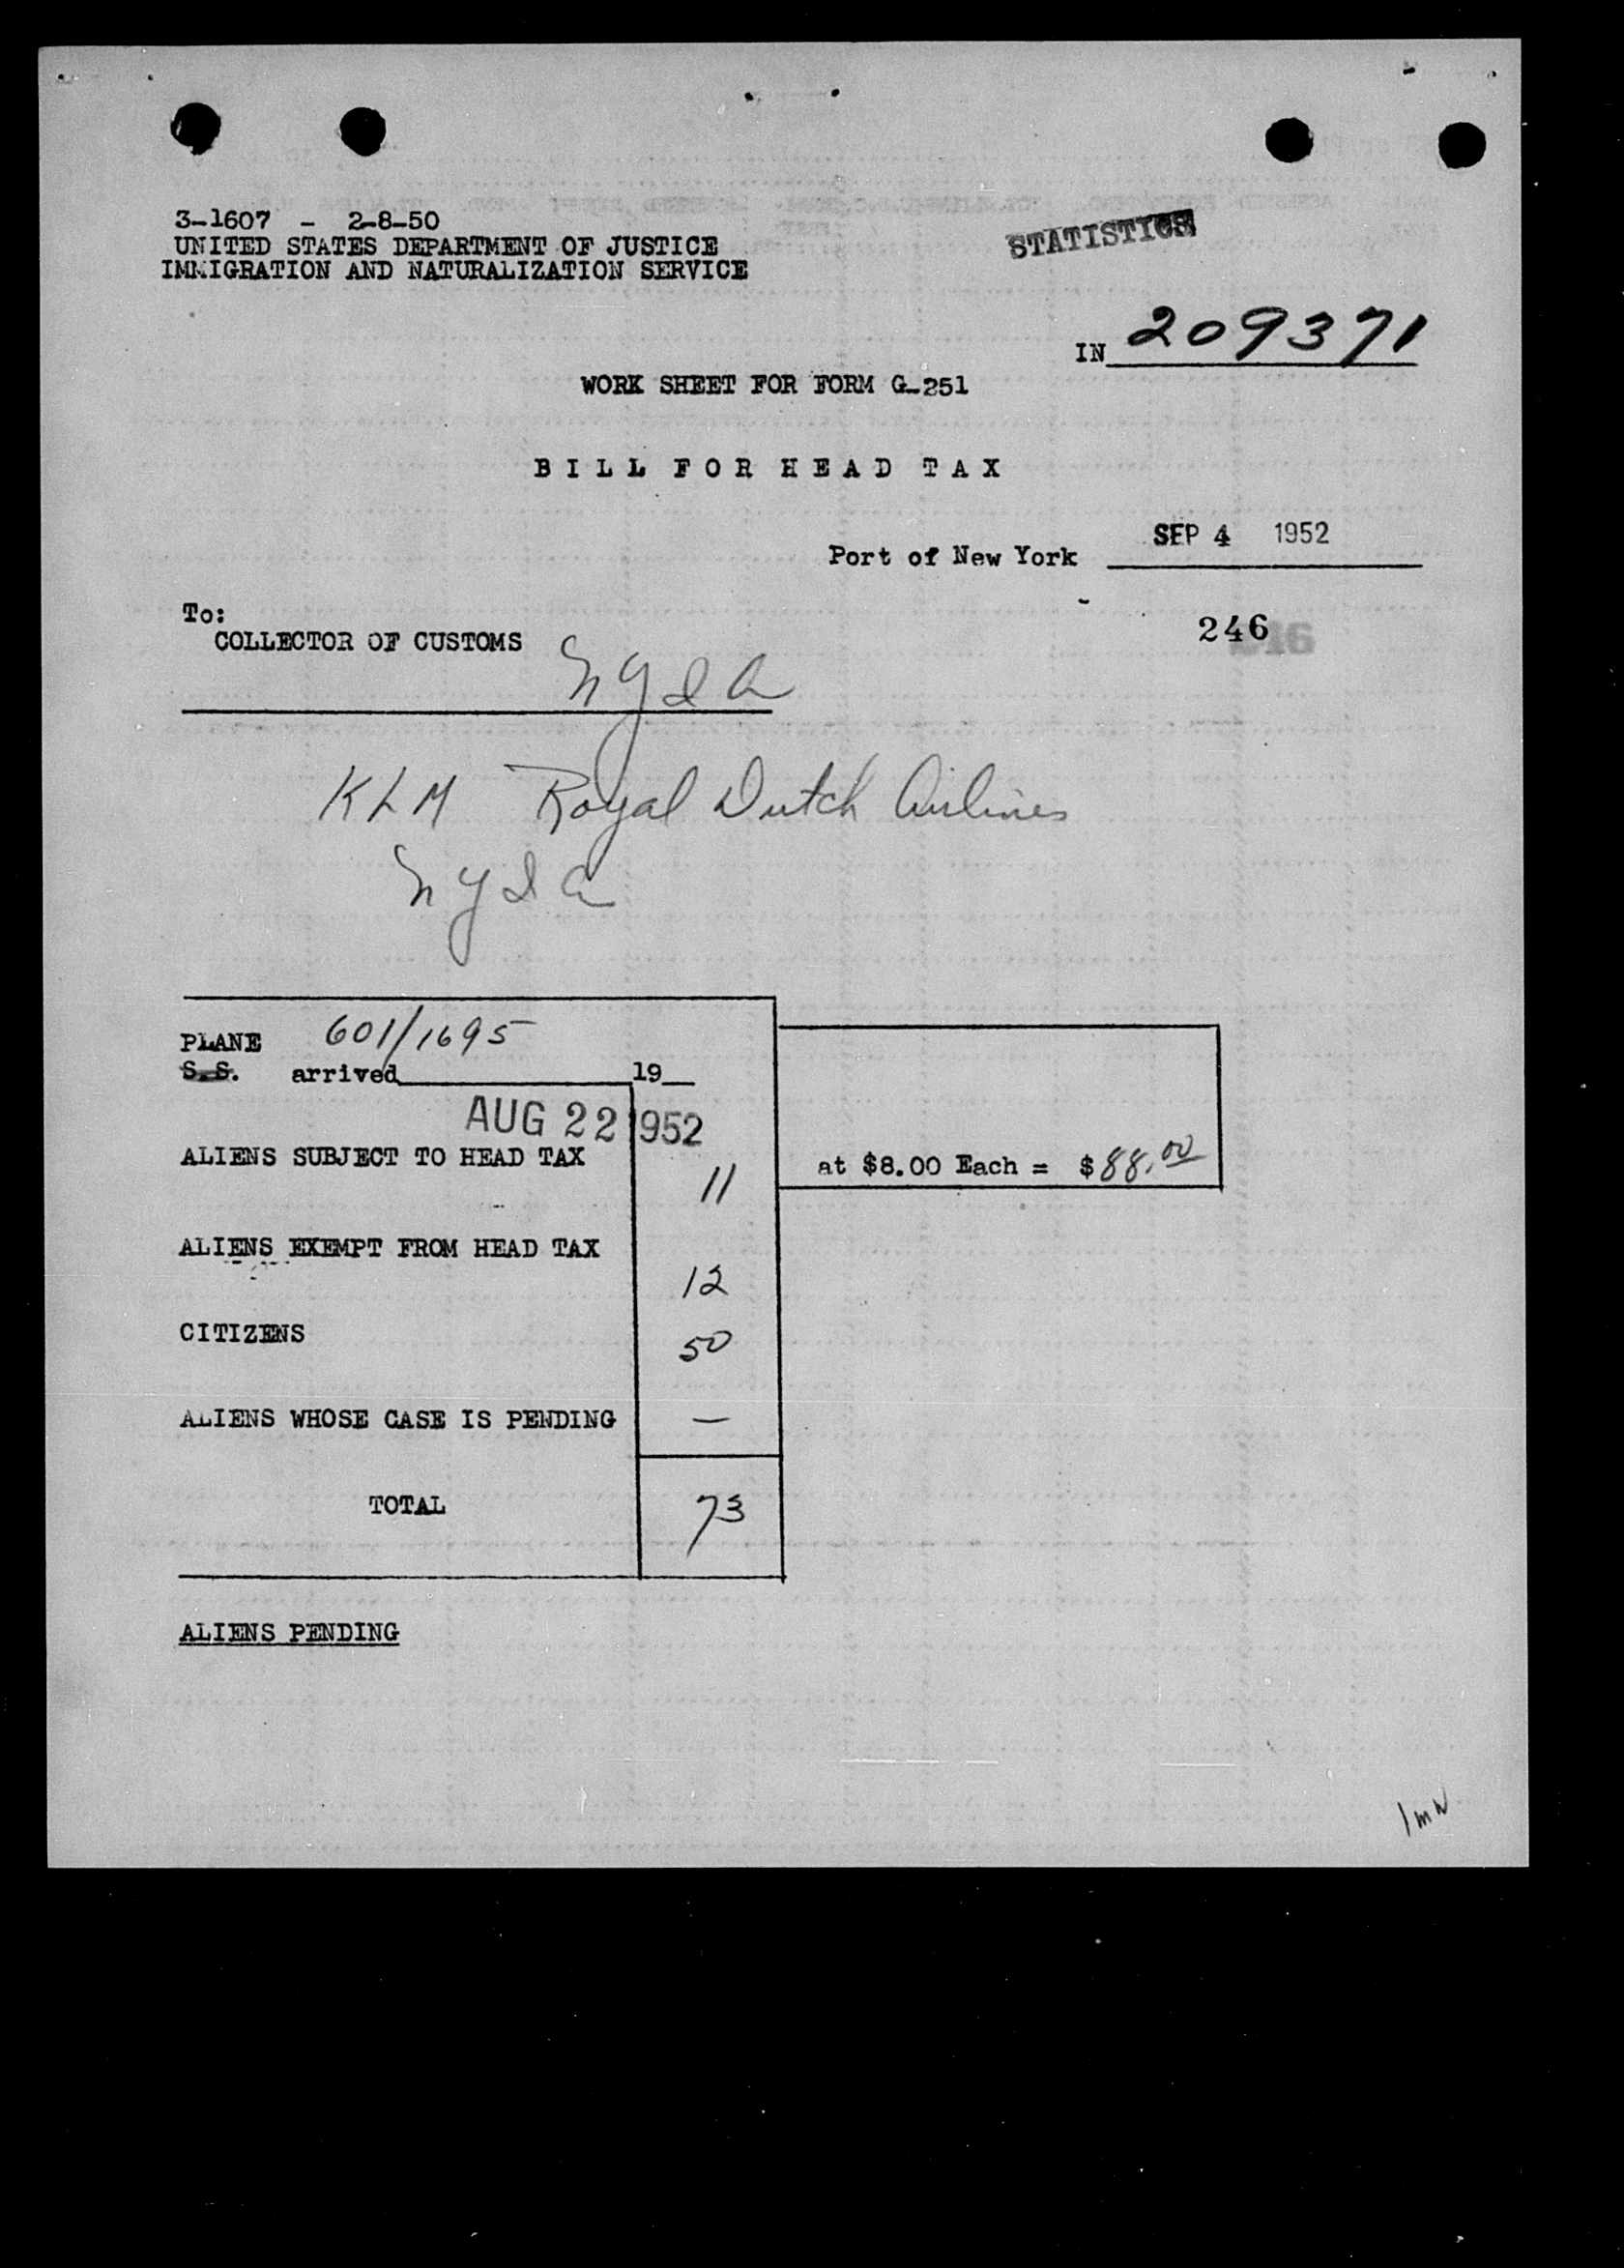 3-1607 - 2-8-50
UNITED STATES DEPARTMENT OF JUSTICE
IMMIGRATION AND NATURALIZATION SERVICE
STATISTICS
IN 209371
WORK SHEET FOR FORM G-251
BILL FOR HEAD TAX
Port of New York SEP 4 1952
To:
COLLECTOR OF CUSTOMS
246
NYIA
KLM Royal Dutch Airlines
NYIA
PLANE 601/1695
S.S. arrived 19
AUG 22 1952
ALIENS SUBJECT TO HEAD TAX 11 at $8.00 Each = $88.00
ALIENS EXEMPT FROM HEAD TAX 12
CITIZENS 50
ALIENS WHOSE CASE IS PENDING —
TOTAL 73
ALIENS PENDING